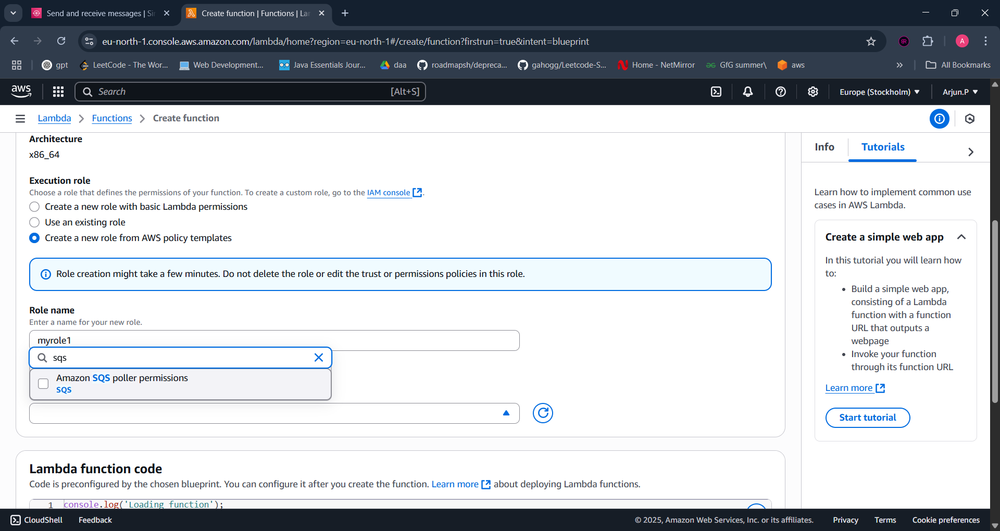 Send and receive messages | Si
Create function | Functions | La
eu-north-1.console.aws.amazon.com/lambda/home?region=eu-north-1#/create/function?firstrun=true&intent=blueprint
A
gpt
LeetCode - The Wor...
Web Development...
Java Essentials Jour...
daa
roadmapsh/depreca...
gahogg/Leetcode-S...
Home - NetMirror
GfG summer\
aws
All Bookmarks
aws
Search
[Alt+S]
Europe (Stockholm)
Arjun.P
Lambda
Functions
Create function
Architecture
x86_64
Execution role
Choose a role that defines the permissions of your function. To create a custom role, go to the IAM console.
Create a new role with basic Lambda permissions
Use an existing role
Create a new role from AWS policy templates
Role creation might take a few minutes. Do not delete the role or edit the trust or permissions policies in this role.
Role name
Enter a name for your new role.
myrole1
sqs
Amazon SQS poller permissions
SQS
Lambda function code
Code is preconfigured by the chosen blueprint. You can configure it after you create the function. Learn more about deploying Lambda functions.
1 console.log('Loading function');
Info
Tutorials
Learn how to implement common use
cases in AWS Lambda.
Create a simple web app
In this tutorial you will learn how
to:
• Build a simple web app,
consisting of a Lambda
function with a function
URL that outputs a
webpage
• Invoke your function
through its function URL
Learn more
Start tutorial
CloudShell
Feedback
© 2025, Amazon Web Services, Inc. or its affiliates.
Privacy
Terms
Cookie preferences